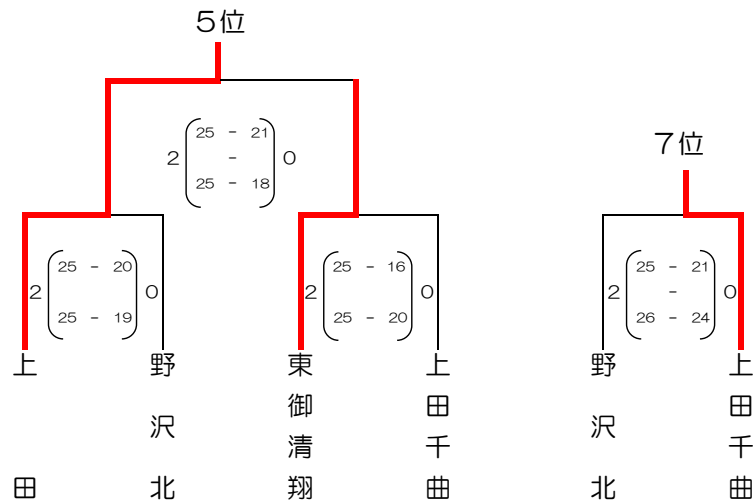 5位
25 - 21
2 - 0
25 - 18
7位
25 - 20
2 0
25 - 19
25 - 16
2 0
25 - 20
25 - 21
2 - 0
26 - 24
上田
野沢北
東御清翔
上田千曲
野沢北
上田千曲